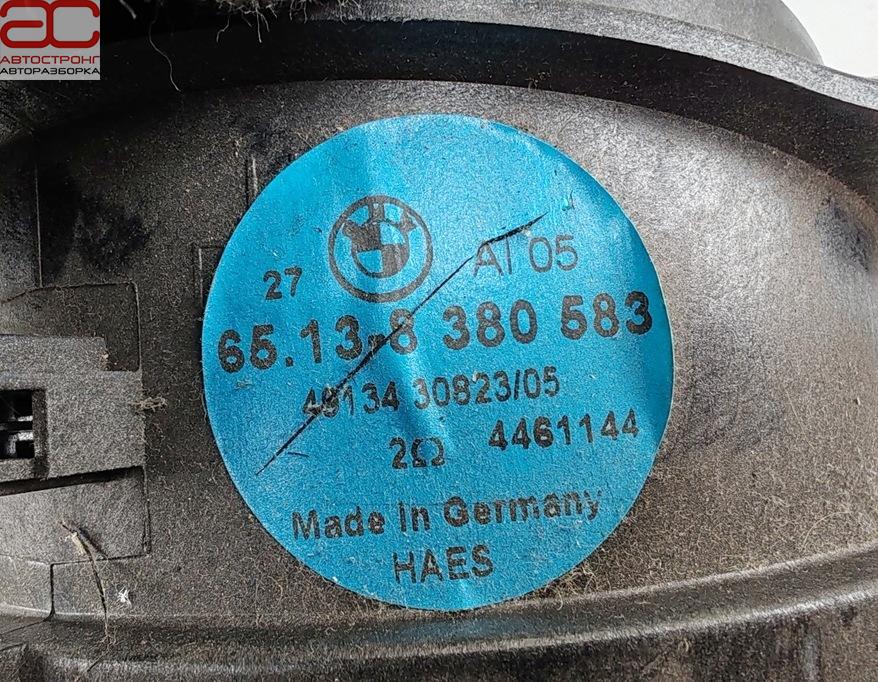 АС
АВТОСТРОНГ
АВТОРАЗБОРКА
27
AI 05
65.13-8 380 583
49134 30823/05
2Ω 4461144
Made In Germany
HAES